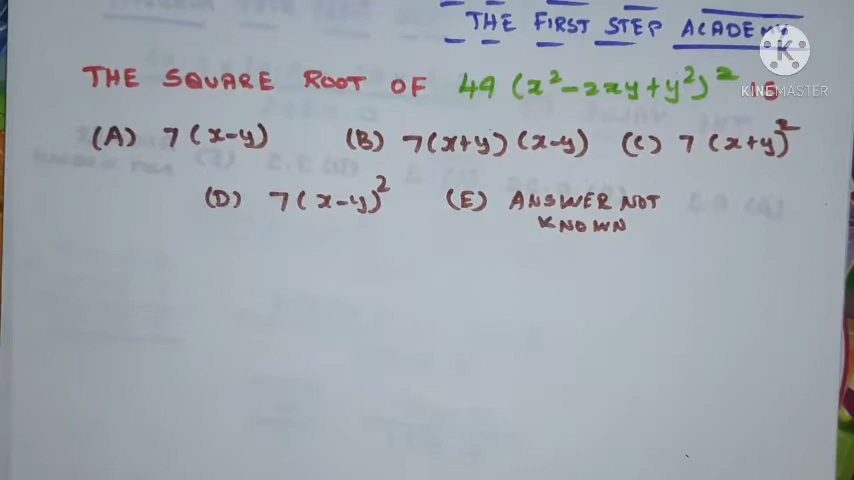 THE FIRST STEP ACADEMY
KINEMASTER
THE SQUARE ROOT OF 49 (x²-2xy+y²)² IS
(A) 7(x-y) (B) 7(x+y)(x-y) (C) 7(x+y)²
(D) 7(x-y)² (E) ANSWER NOT
KNOWN